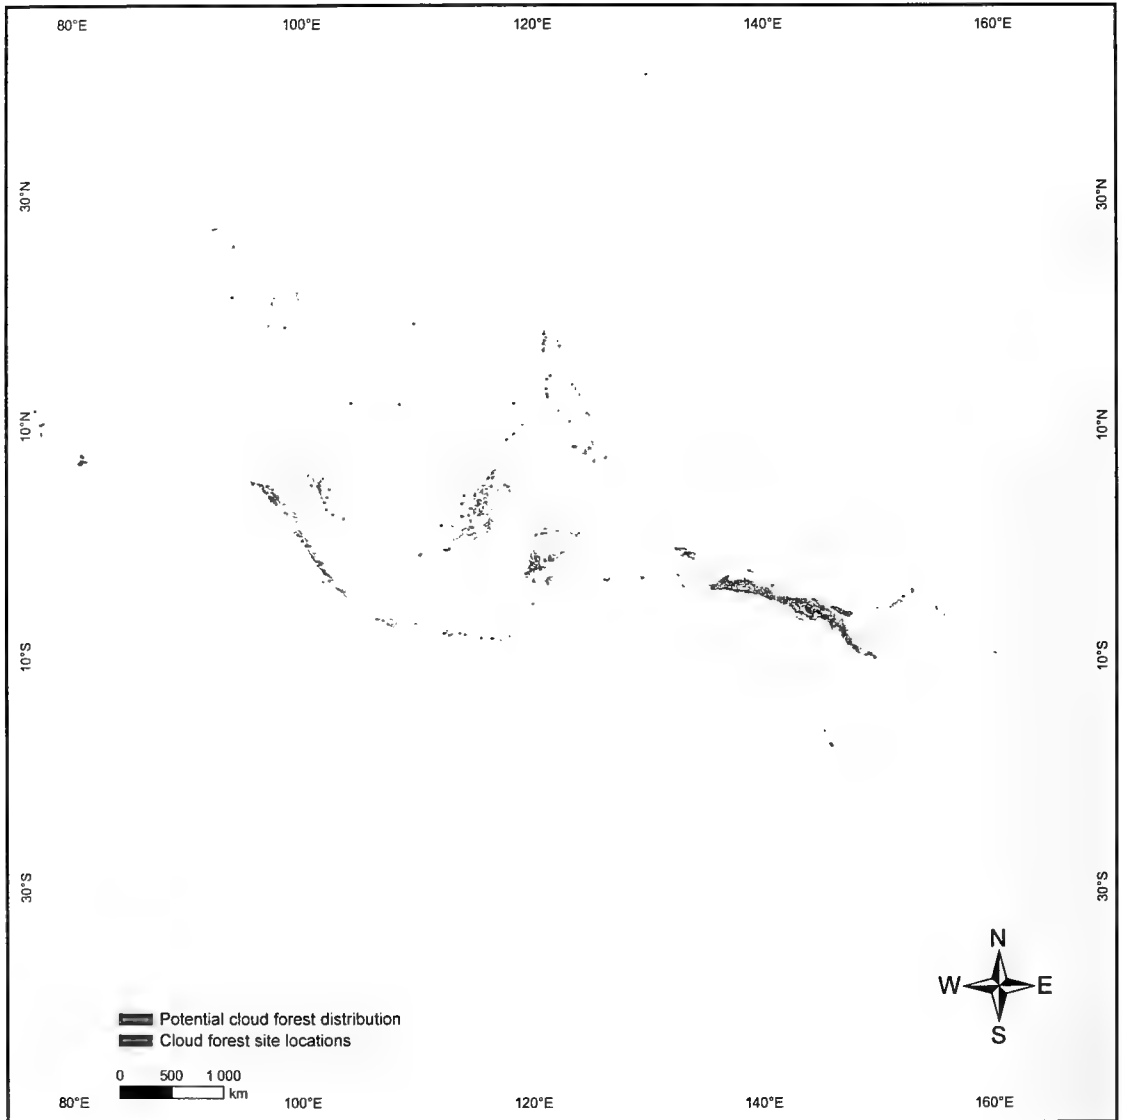 80°E 100°E 120°E 140°E 160°E
30°N 30°N
10°N 10°N
10°S 10°S
30°S 30°S
N
W E
S
Potential cloud forest distribution
Cloud forest site locations
0 500 1 000
km
80°E 100°E 120°E 140°E 160°E